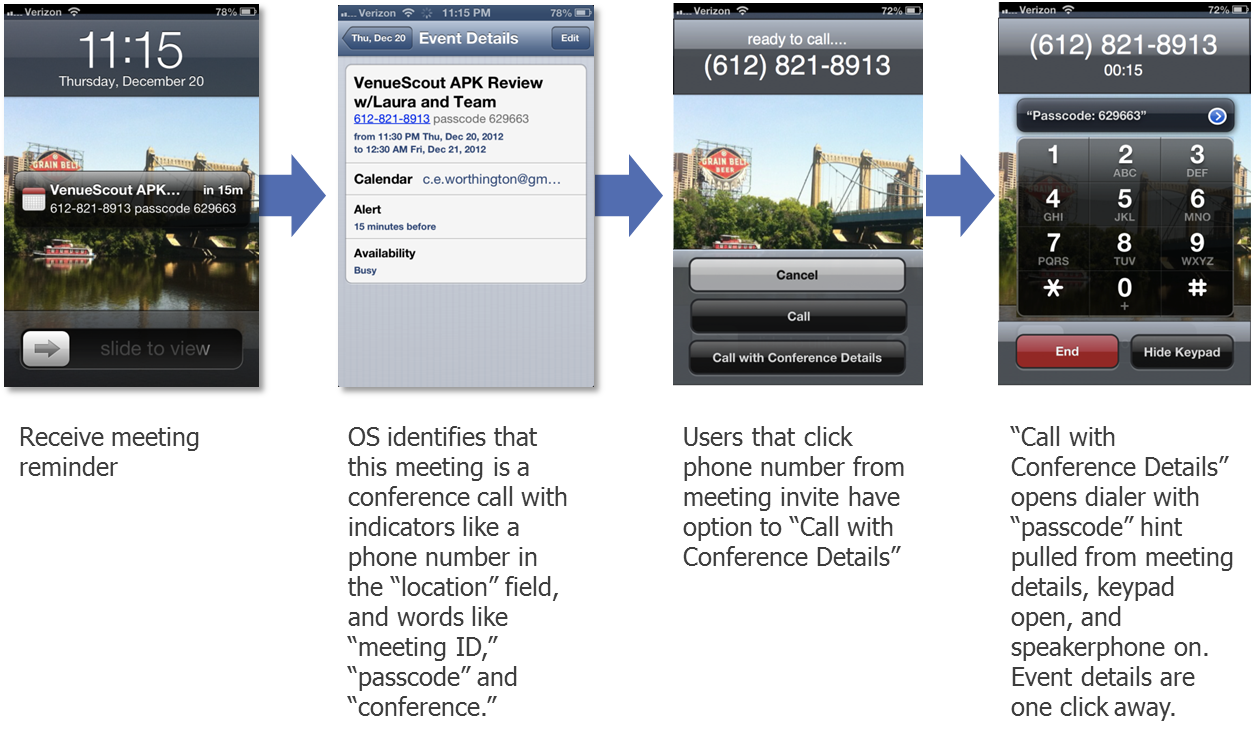 ...Verizon 78%
11:15
Thursday, December 20
GRAIN BELT
VenueScout APK... in 15m
612-821-8913 passcode 629663
slide to view
...Verizon 11:15 PM 78%
Thu, Dec 20 Event Details Edit
VenueScout APK Review
w/Laura and Team
612-821-8913 passcode 629663
from 11:30 PM Thu, Dec 20, 2012
to 12:30 AM Fri, Dec 21, 2012
Calendar c.e.worthington@gm...
Alert
15 minutes before
Availability
Busy
...Verizon 72%
ready to call....
(612) 821-8913
GRAIN BELT
BEER
Cancel
Call
Call with Conference Details
...Verizon 72%
(612) 821-8913
00:15
“Passcode: 629663”
1 2 3
ABC DEF
4 5 6
GHI JKL MNO
7 8 9
PQRS TUV WXYZ
* 0 #
+
End Hide Keypad
Receive meeting
reminder
OS identifies that
this meeting is a
conference call with
indicators like a
phone number in
the “location” field,
and words like
“meeting ID,”
“passcode” and
“conference.”
Users that click
phone number from
meeting invite have
option to “Call with
Conference Details”
“Call with
Conference Details”
opens dialer with
“passcode” hint
pulled from meeting
details, keypad
open, and
speakerphone on.
Event details are
one click away.